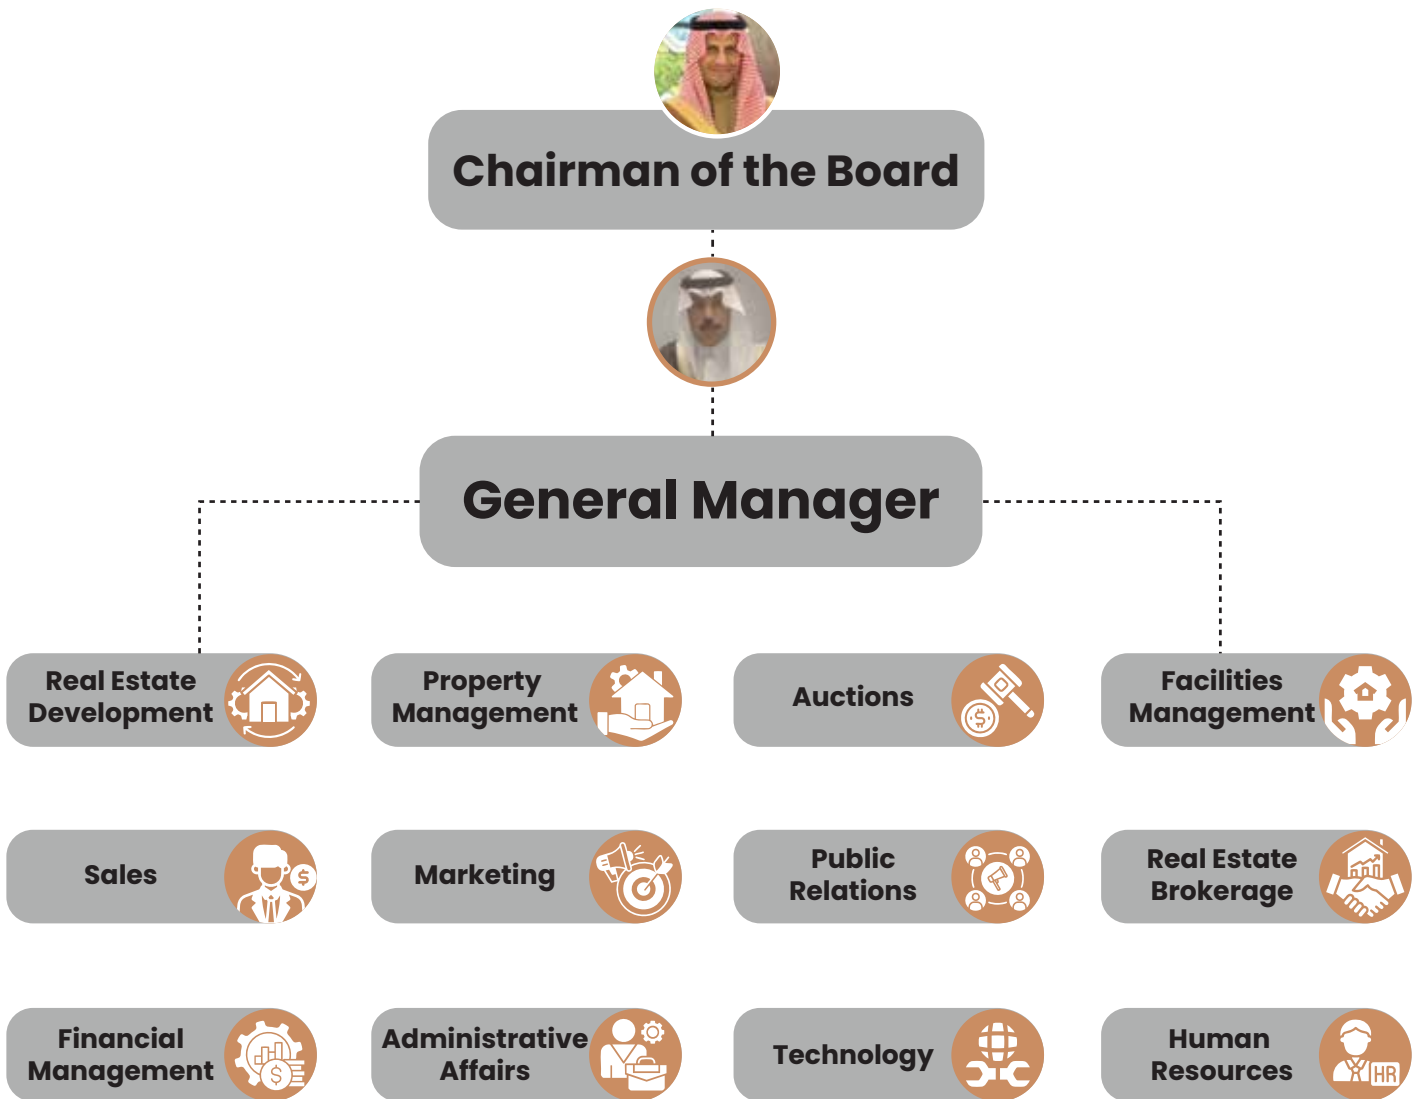 Chairman of the Board
General Manager
Real Estate
Development
Property
Management
Auctions
$
Facilities
Management
Sales
$
Marketing
Public
Relations
Real Estate
Brokerage
Financial
Management
$
Administrative
Affairs
Technology
Human
Resources
HR